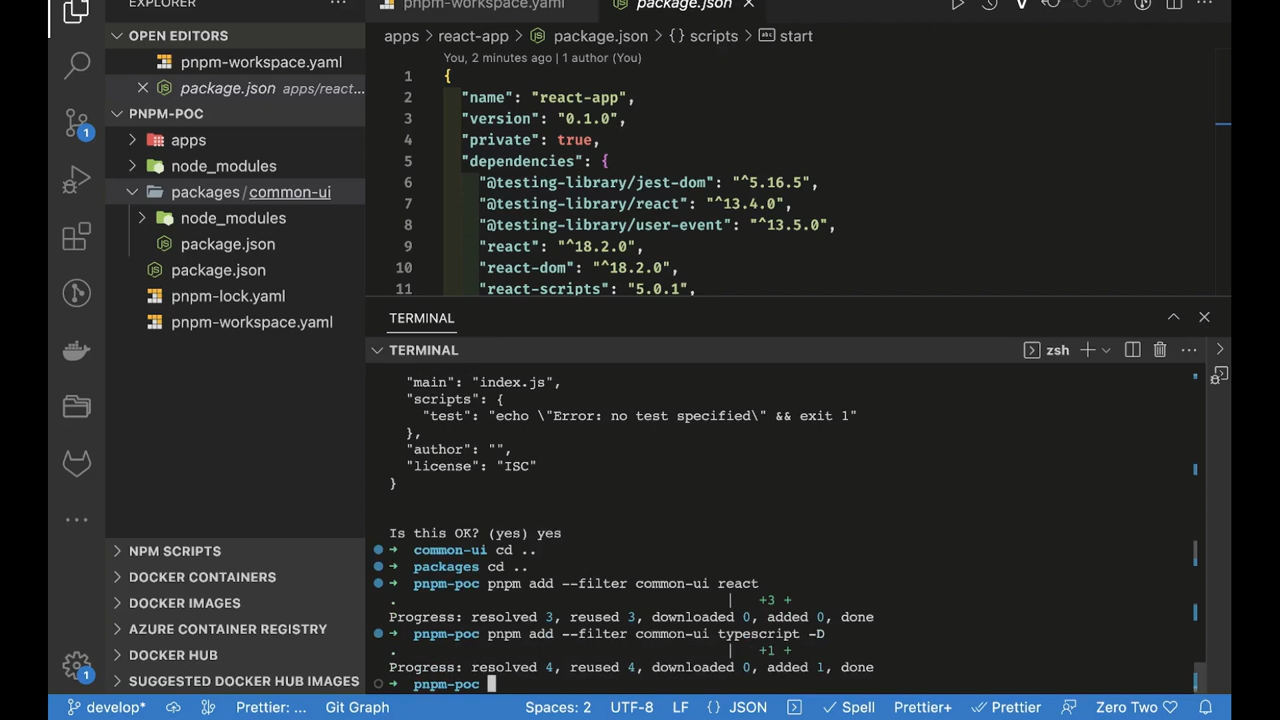 EXPLORER
OPEN EDITORS
pnpm-workspace.yaml
package.json apps/react...
PNPM-POC
apps
node_modules
packages / common-ui
node_modules
package.json
package.json
pnpm-lock.yaml
pnpm-workspace.yaml
NPM SCRIPTS
DOCKER CONTAINERS
DOCKER IMAGES
AZURE CONTAINER REGISTRY
DOCKER HUB
SUGGESTED DOCKER HUB IMAGES
1
1
pnpm-workspace.yaml
package.json
apps > react-app > package.json > {} scripts > start
You, 2 minutes ago | 1 author (You)
1 {
2 "name": "react-app",
3 "version": "0.1.0",
4 "private": true,
5 "dependencies": {
6 "@testing-library/jest-dom": "^5.16.5",
7 "@testing-library/react": "^13.4.0",
8 "@testing-library/user-event": "^13.5.0",
9 "react": "^18.2.0",
10 "react-dom": "^18.2.0",
11 "react-scripts": "5.0.1",
TERMINAL
TERMINAL
zsh
"main": "index.js",
"scripts": {
"test": "echo \"Error: no test specified\" && exit 1"
},
"author": "",
"license": "ISC"
}
Is this OK? (yes) yes
➜ common-ui cd ..
➜ packages cd ..
➜ pnpm-poc pnpm add --filter common-ui react
. | +3 +
Progress: resolved 3, reused 3, downloaded 0, added 0, done
➜ pnpm-poc pnpm add --filter common-ui typescript -D
. | +1 +
Progress: resolved 4, reused 4, downloaded 0, added 1, done
➜ pnpm-poc
develop* Prettier: ... Git Graph Spaces: 2 UTF-8 LF {} JSON Spell Prettier+ Prettier Zero Two